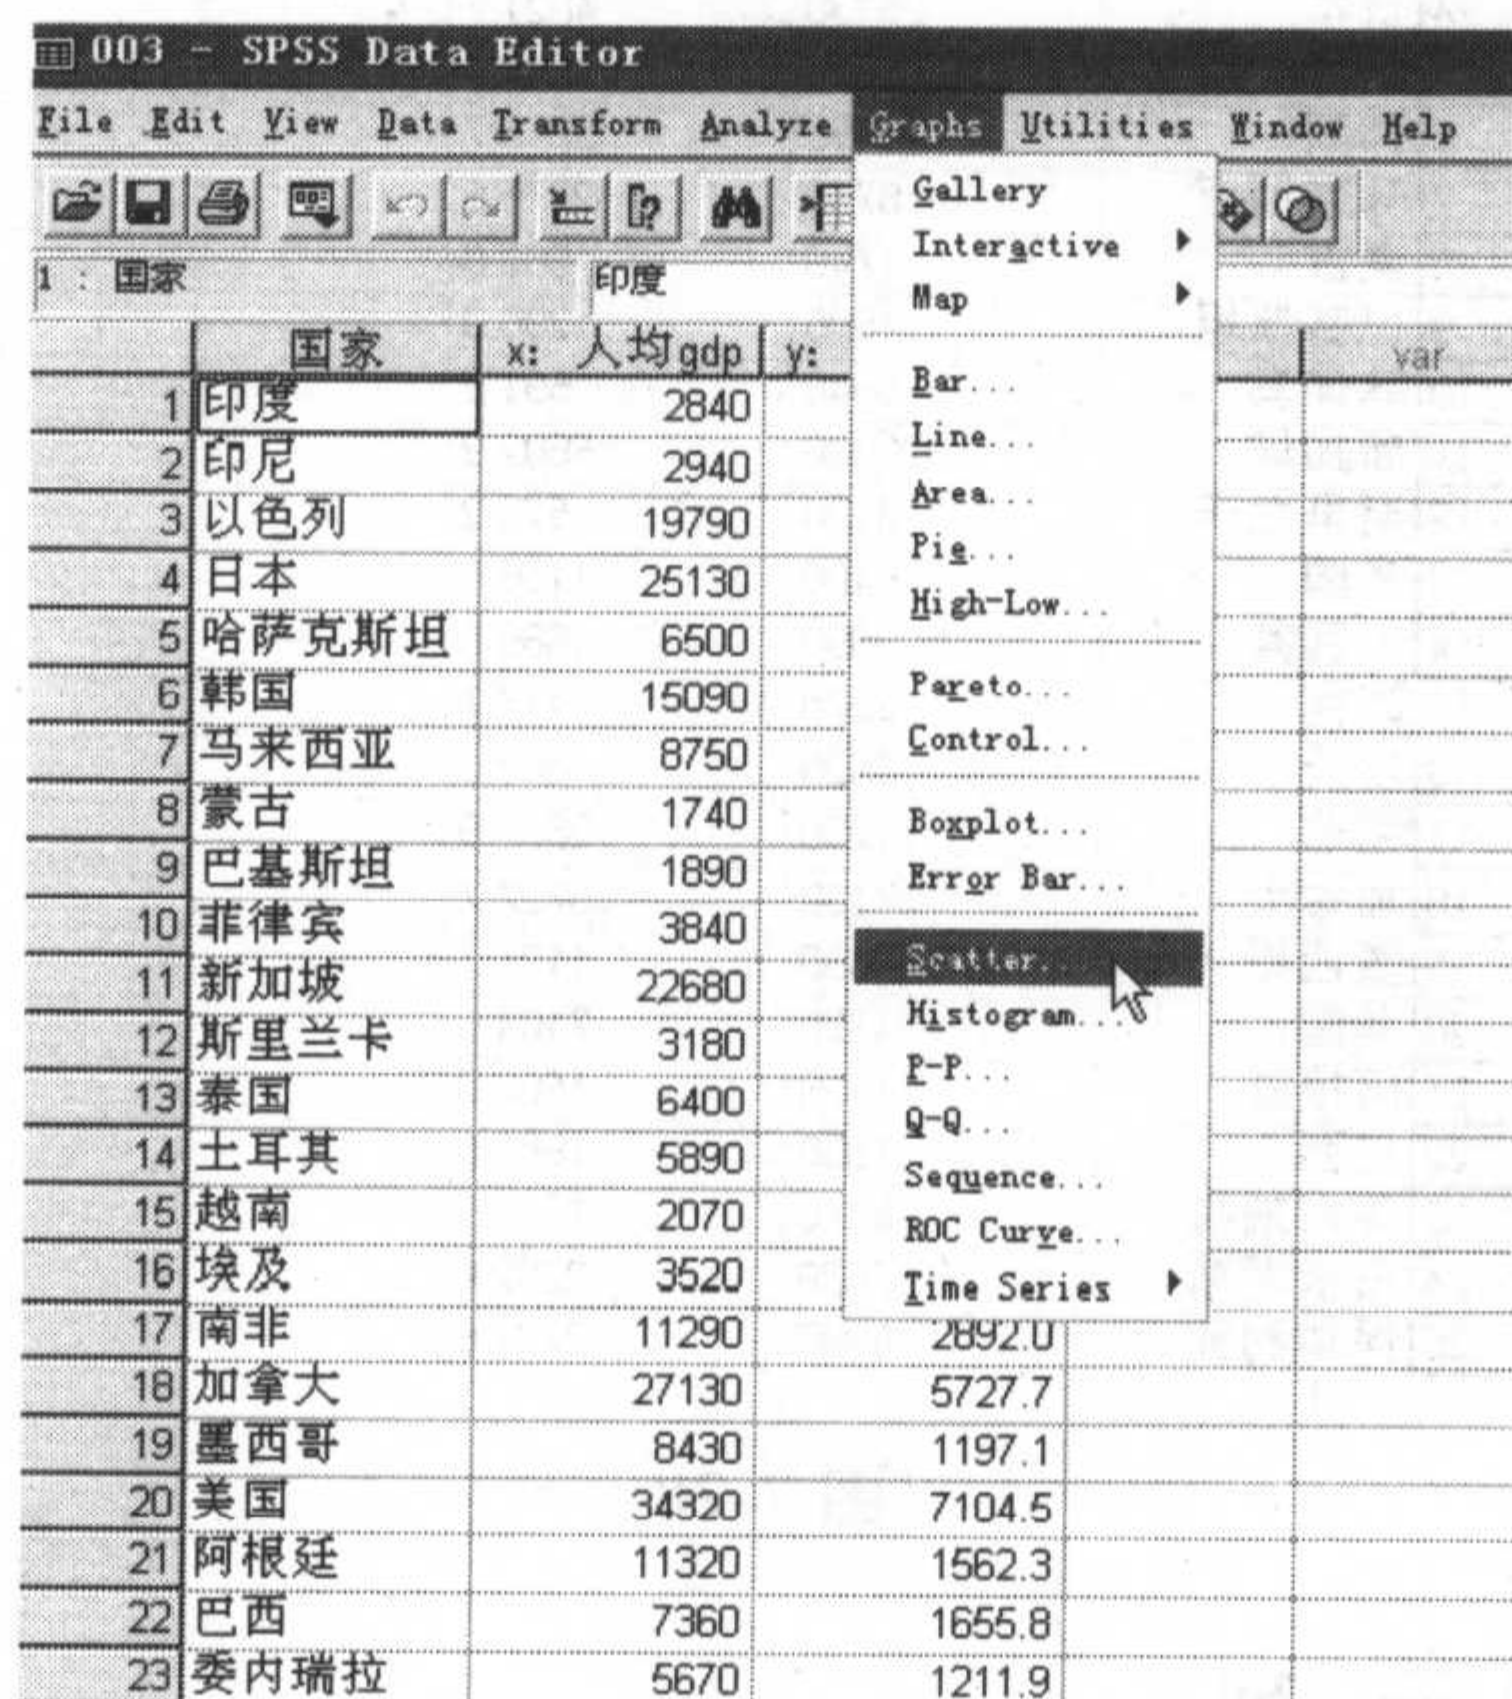 003 - SPSS Data Editor
File Edit View Data Transform Analyze Graphs Utilities Window Help
1 : 国家 印度
国家 x: 人均gdp y: var
1 印度 2840
2 印尼 2940
3 以色列 19790
4 日本 25130
5 哈萨克斯坦 6500
6 韩国 15090
7 马来西亚 8750
8 蒙古 1740
9 巴基斯坦 1890
10 菲律宾 3840
11 新加坡 22680
12 斯里兰卡 3180
13 泰国 6400
14 土耳其 5890
15 越南 2070
16 埃及 3520
17 南非 11290 2892.0
18 加拿大 27130 5727.7
19 墨西哥 8430 1197.1
20 美国 34320 7104.5
21 阿根廷 11320 1562.3
22 巴西 7360 1655.8
23 委内瑞拉 5670 1211.9
Gallery
Interactive
Map
Bar...
Line...
Area...
Pie...
High-Low...
Pareto...
Control...
Boxplot...
Error Bar...
Scatter...
Histogram...
P-P...
Q-Q...
Sequence...
ROC Curve...
Time Series